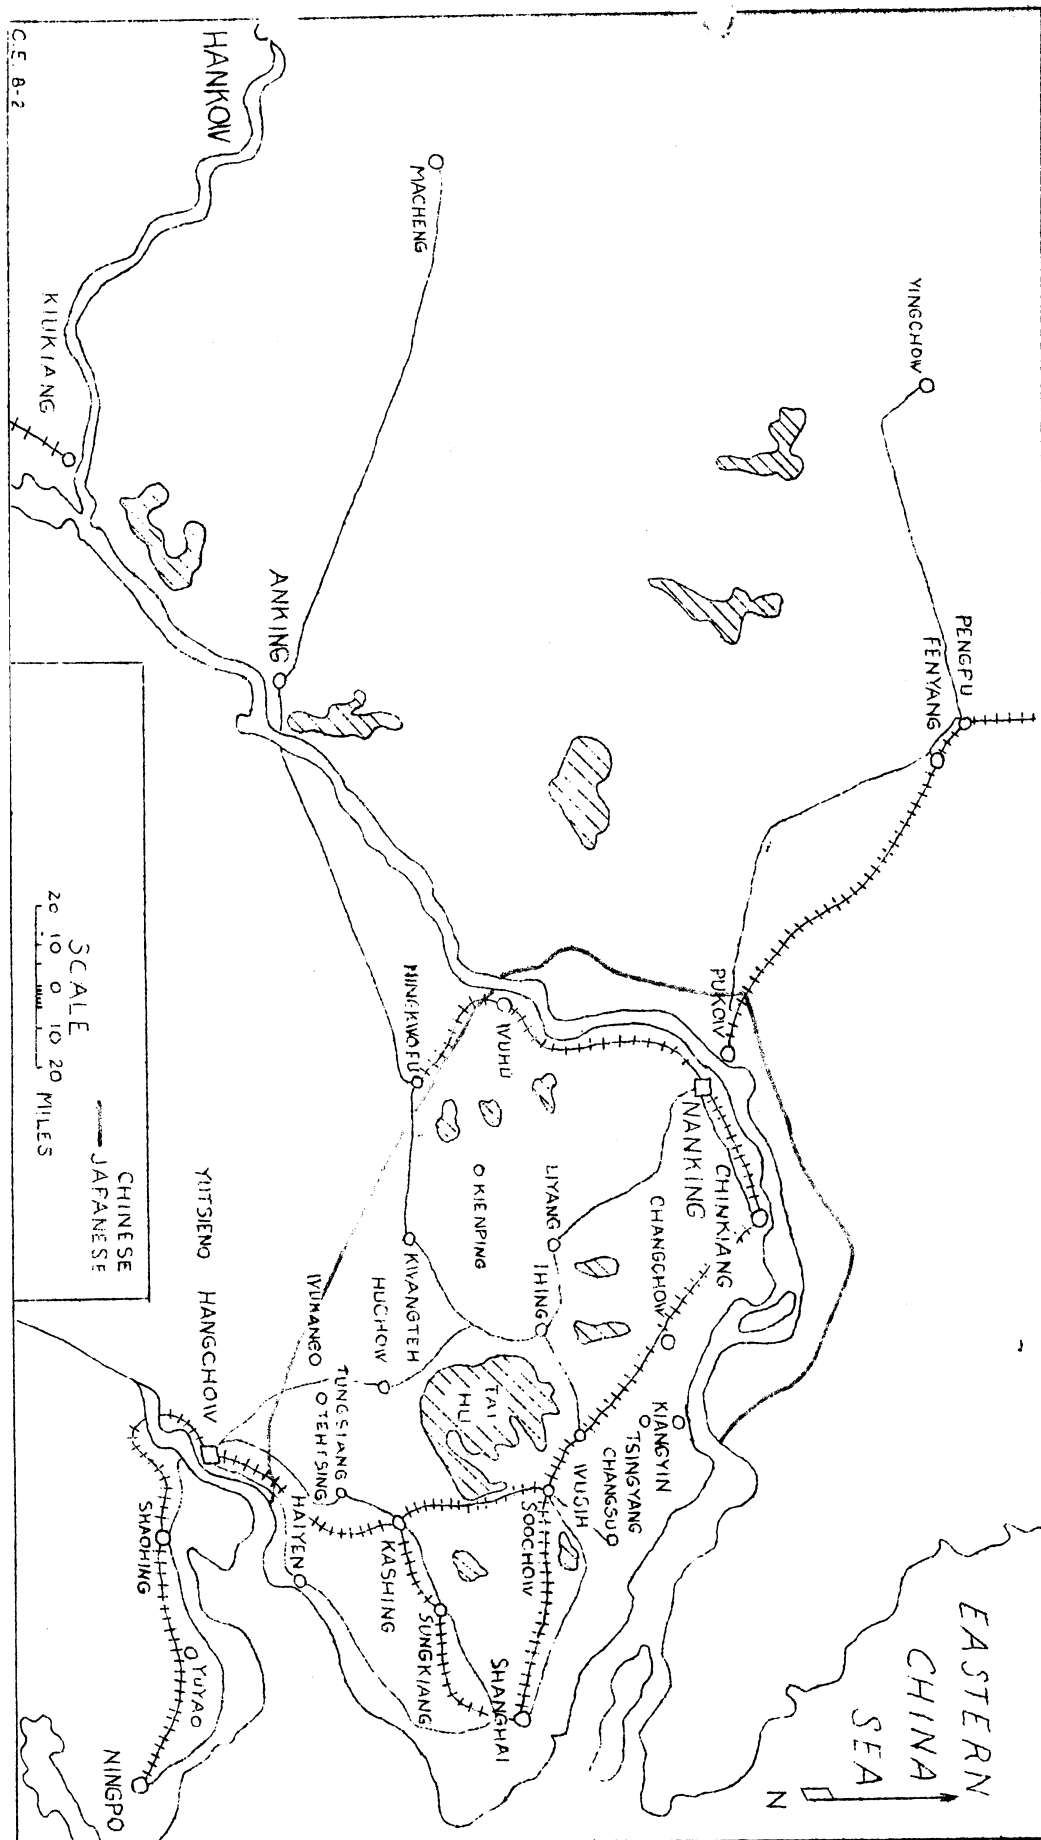 EASTERN
CHINA
SEA
N
YINGCHOW
PENGFU
FENYANG
MACHENG
HANKOW
KIUKIANG
ANKING
PUKOW
NANKING
CHINKIANG
WUHU
NINGKWOFU
CHANGCHOW
LIYANG
O KIENPING
IHING
KIANGYIN
TSINGYANG
CHANGSU
WUSIH
SOOCHOW
TAI
HU
KWANGTEH
HUCHOW
WUKANGO
TUNGSIANG
O TEHTSING
YUTSIENO
HANGCHOW
HAIYEN
KASHING
SUNGKIANG
SHANGHAI
SHAOHING
YUYAO
NINGPO
CHINESE
JAPANESE
SCALE
20 10 0 10 20 MILES
C.E. B-2